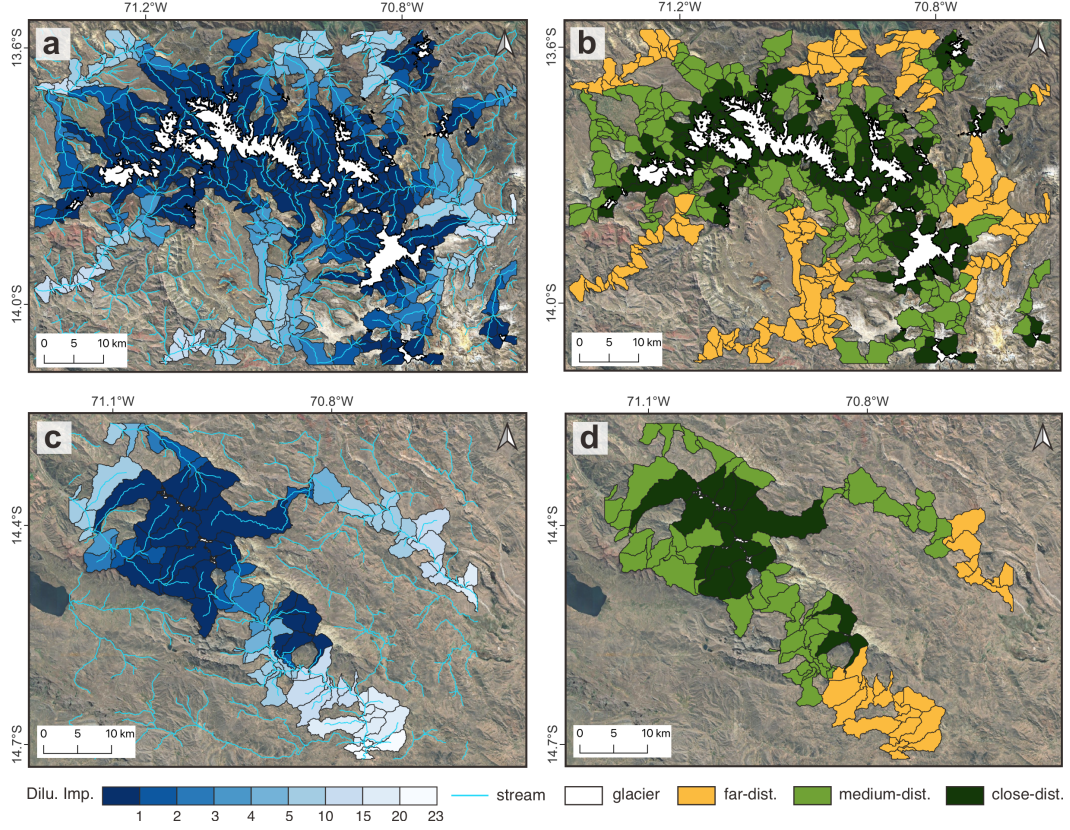 71.2°W 70.8°W 71.2°W 70.8°W
a b
13.6°S 13.6°S
14.0°S 14.0°S
0 5 10 km 0 5 10 km
71.1°W 70.8°W 71.1°W 70.8°W
c d
14.4°S 14.4°S
14.7°S 14.7°S
0 5 10 km 0 5 10 km
Dilu. Imp. stream glacier far-dist. medium-dist. close-dist.
1 2 3 4 5 10 15 20 23